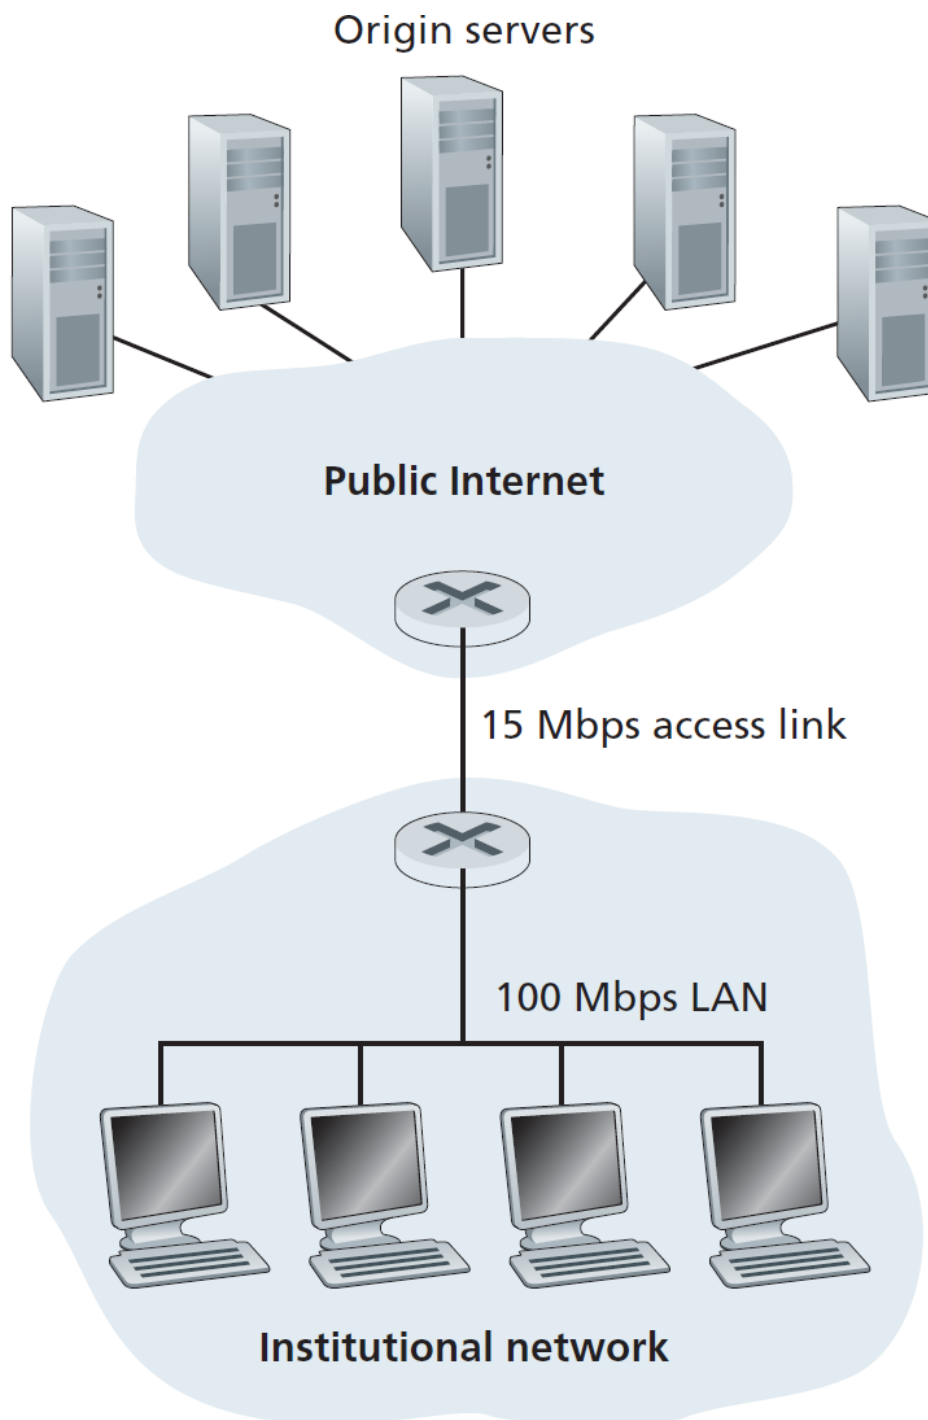 Origin servers
Public Internet
15 Mbps access link
100 Mbps LAN
Institutional network